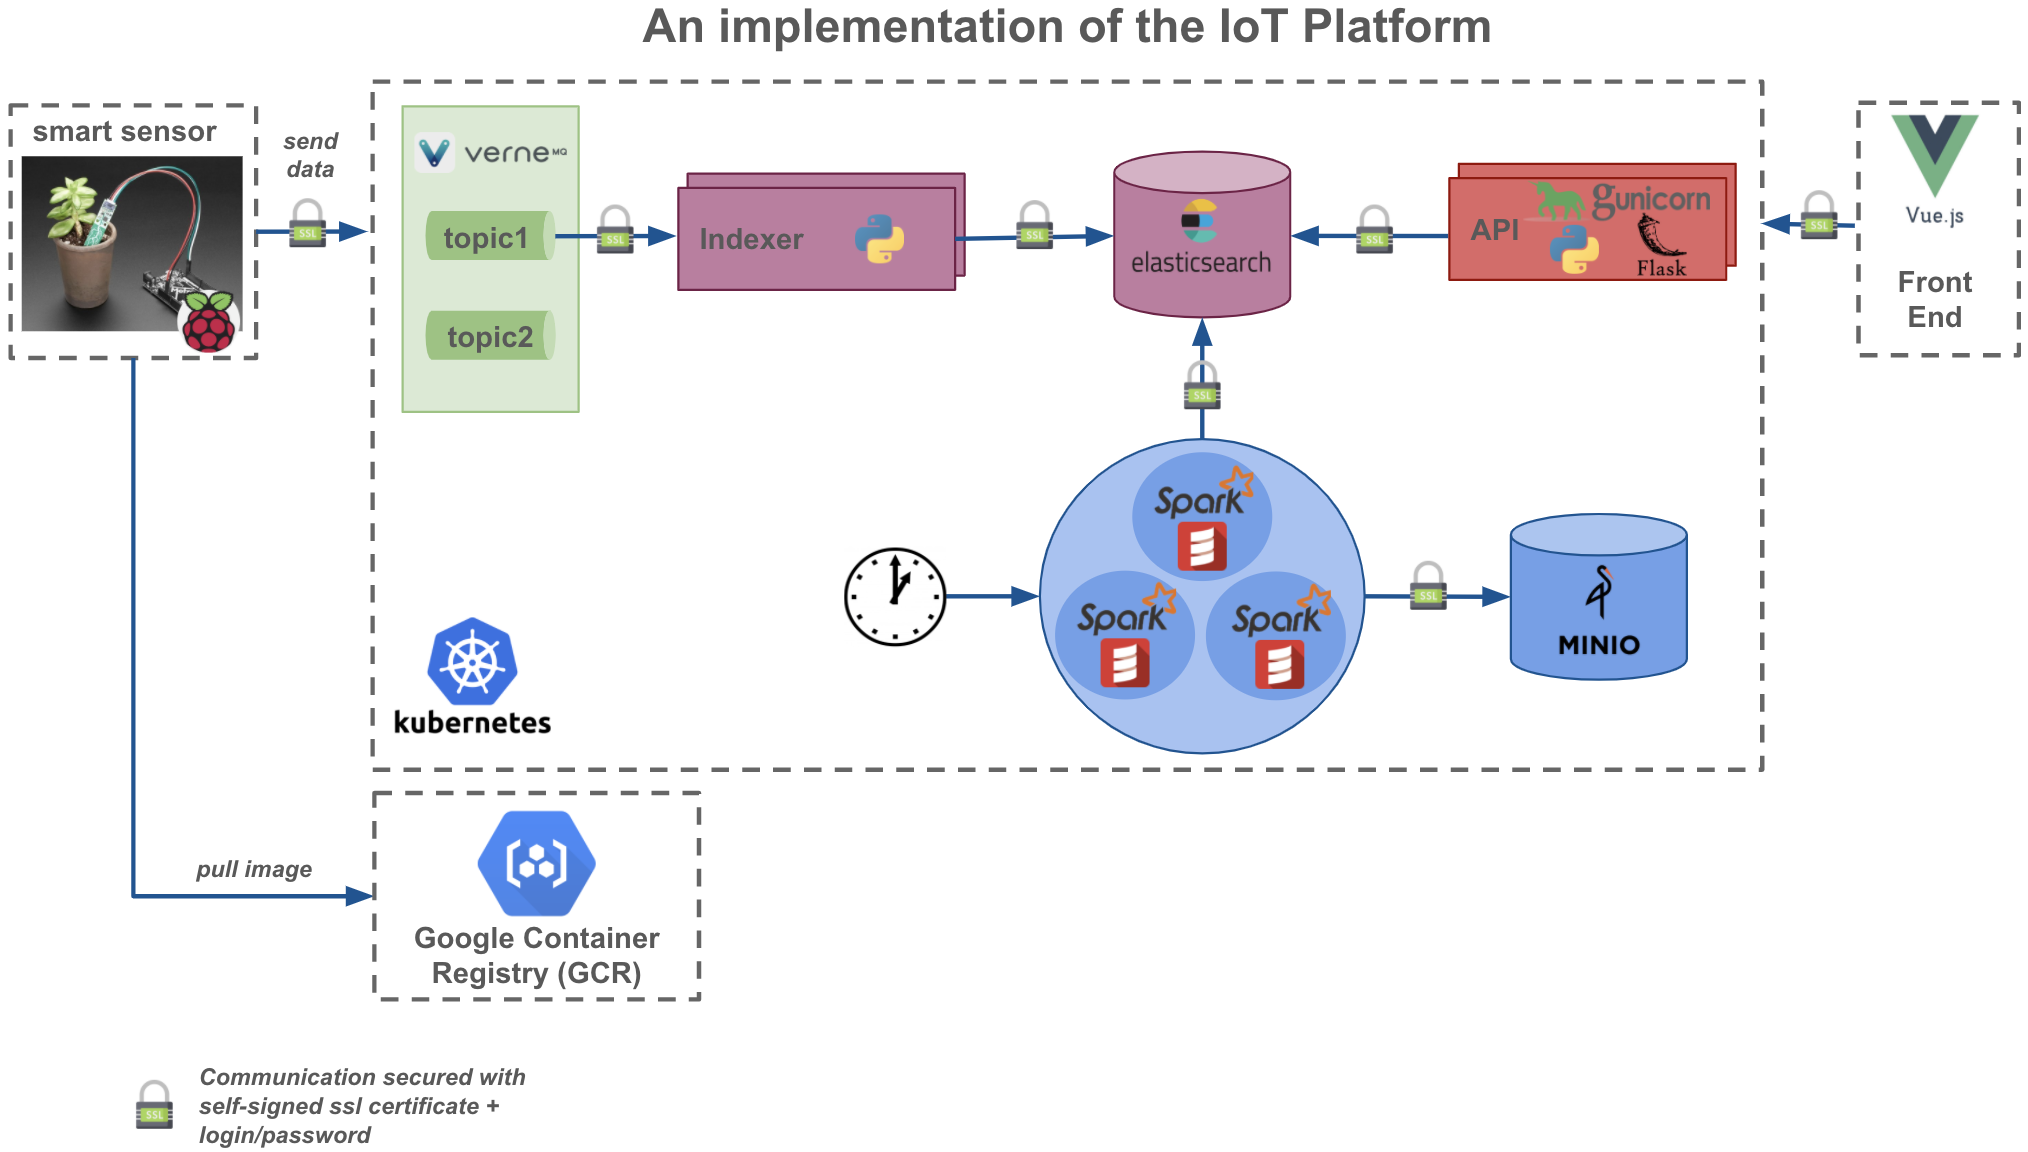 An implementation of the IoT Platform
smart sensor
send
data
verne MQ
topic1
topic2
Indexer
elasticsearch
API
gunicorn
Flask
Vue.js
Front
End
SSL
SSL
SSL
SSL
SSL
SSL
SSL
Spark
Spark
Spark
MINIO
kubernetes
pull image
Google Container
Registry (GCR)
SSL
Communication secured with
self-signed ssl certificate +
login/password